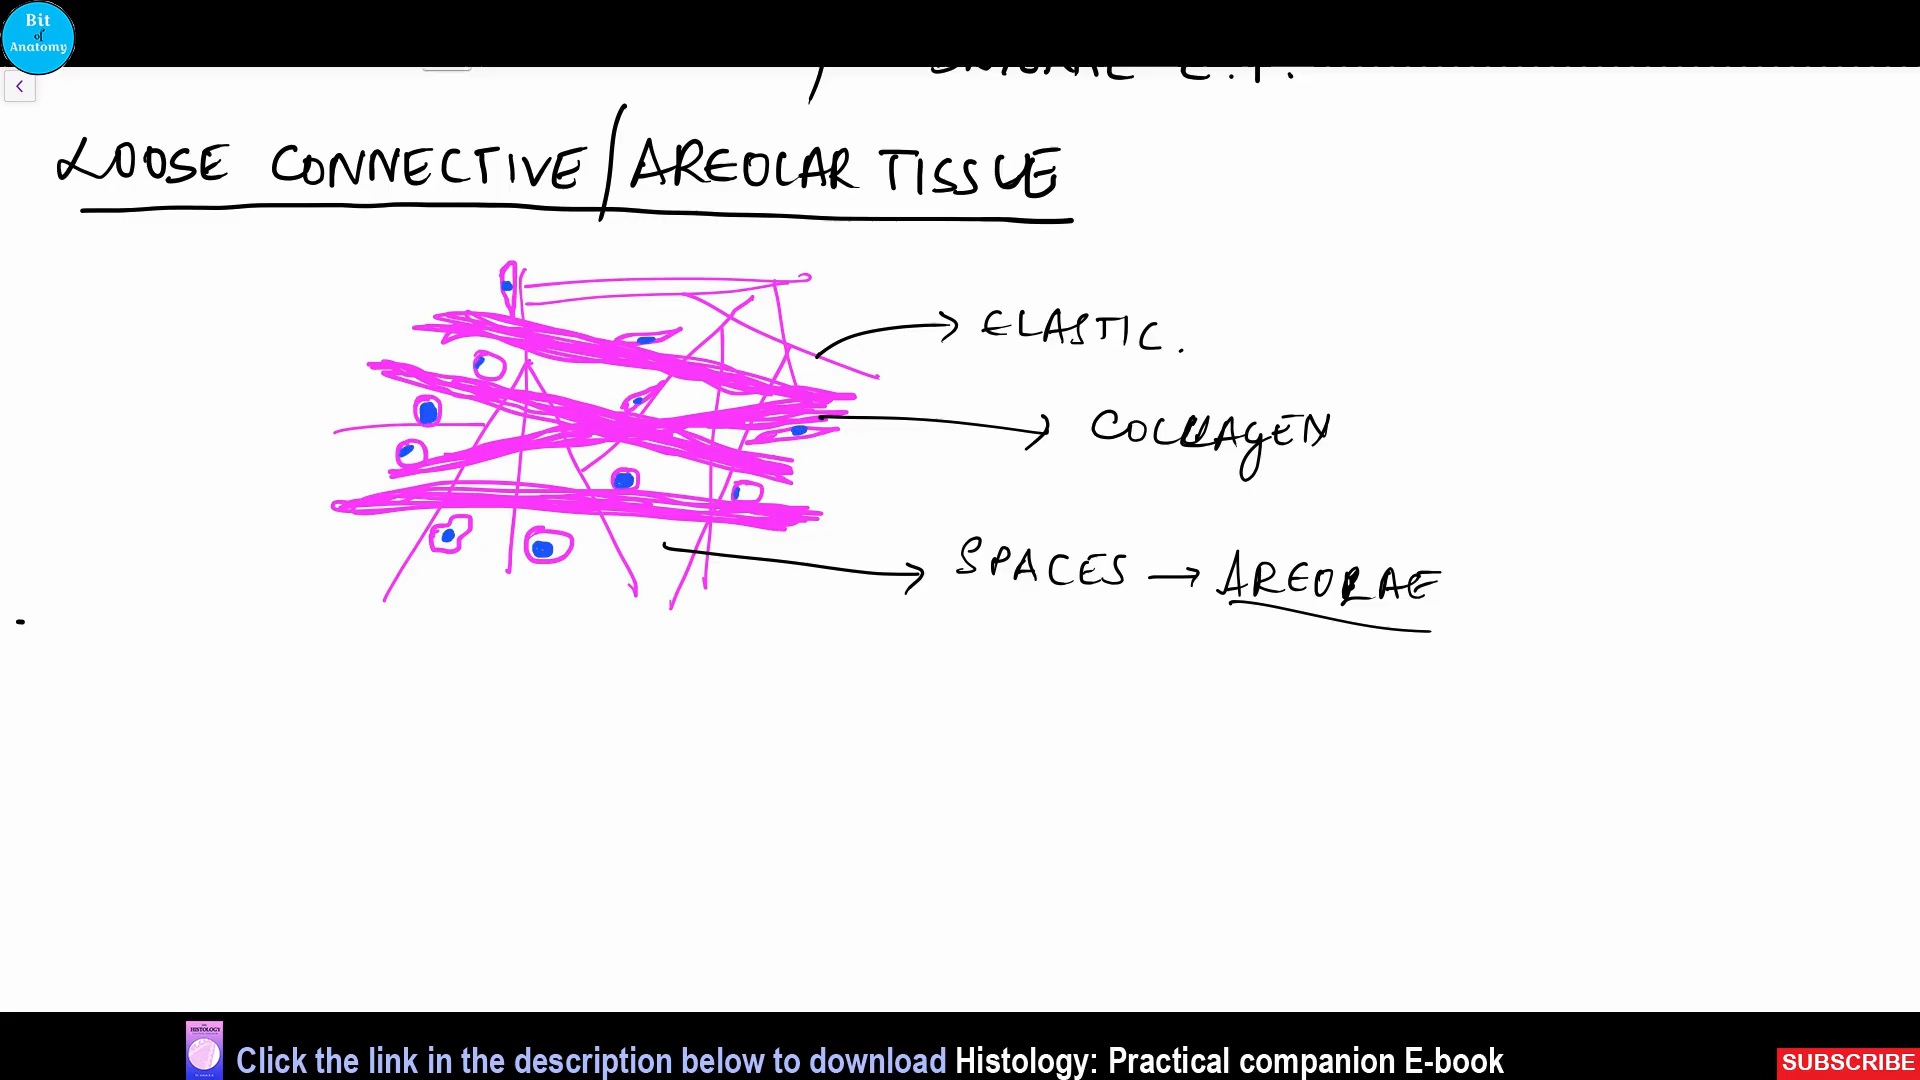 Bit
of
Anatomy
LOOSE CONNECTIVE/AREOLAR TISSUE
ELASTIC.
COLLAGEN
SPACES → AREOLAE
HISTOLOGY
Click the link in the description below to download Histology: Practical companion E-book
SUBSCRIBE